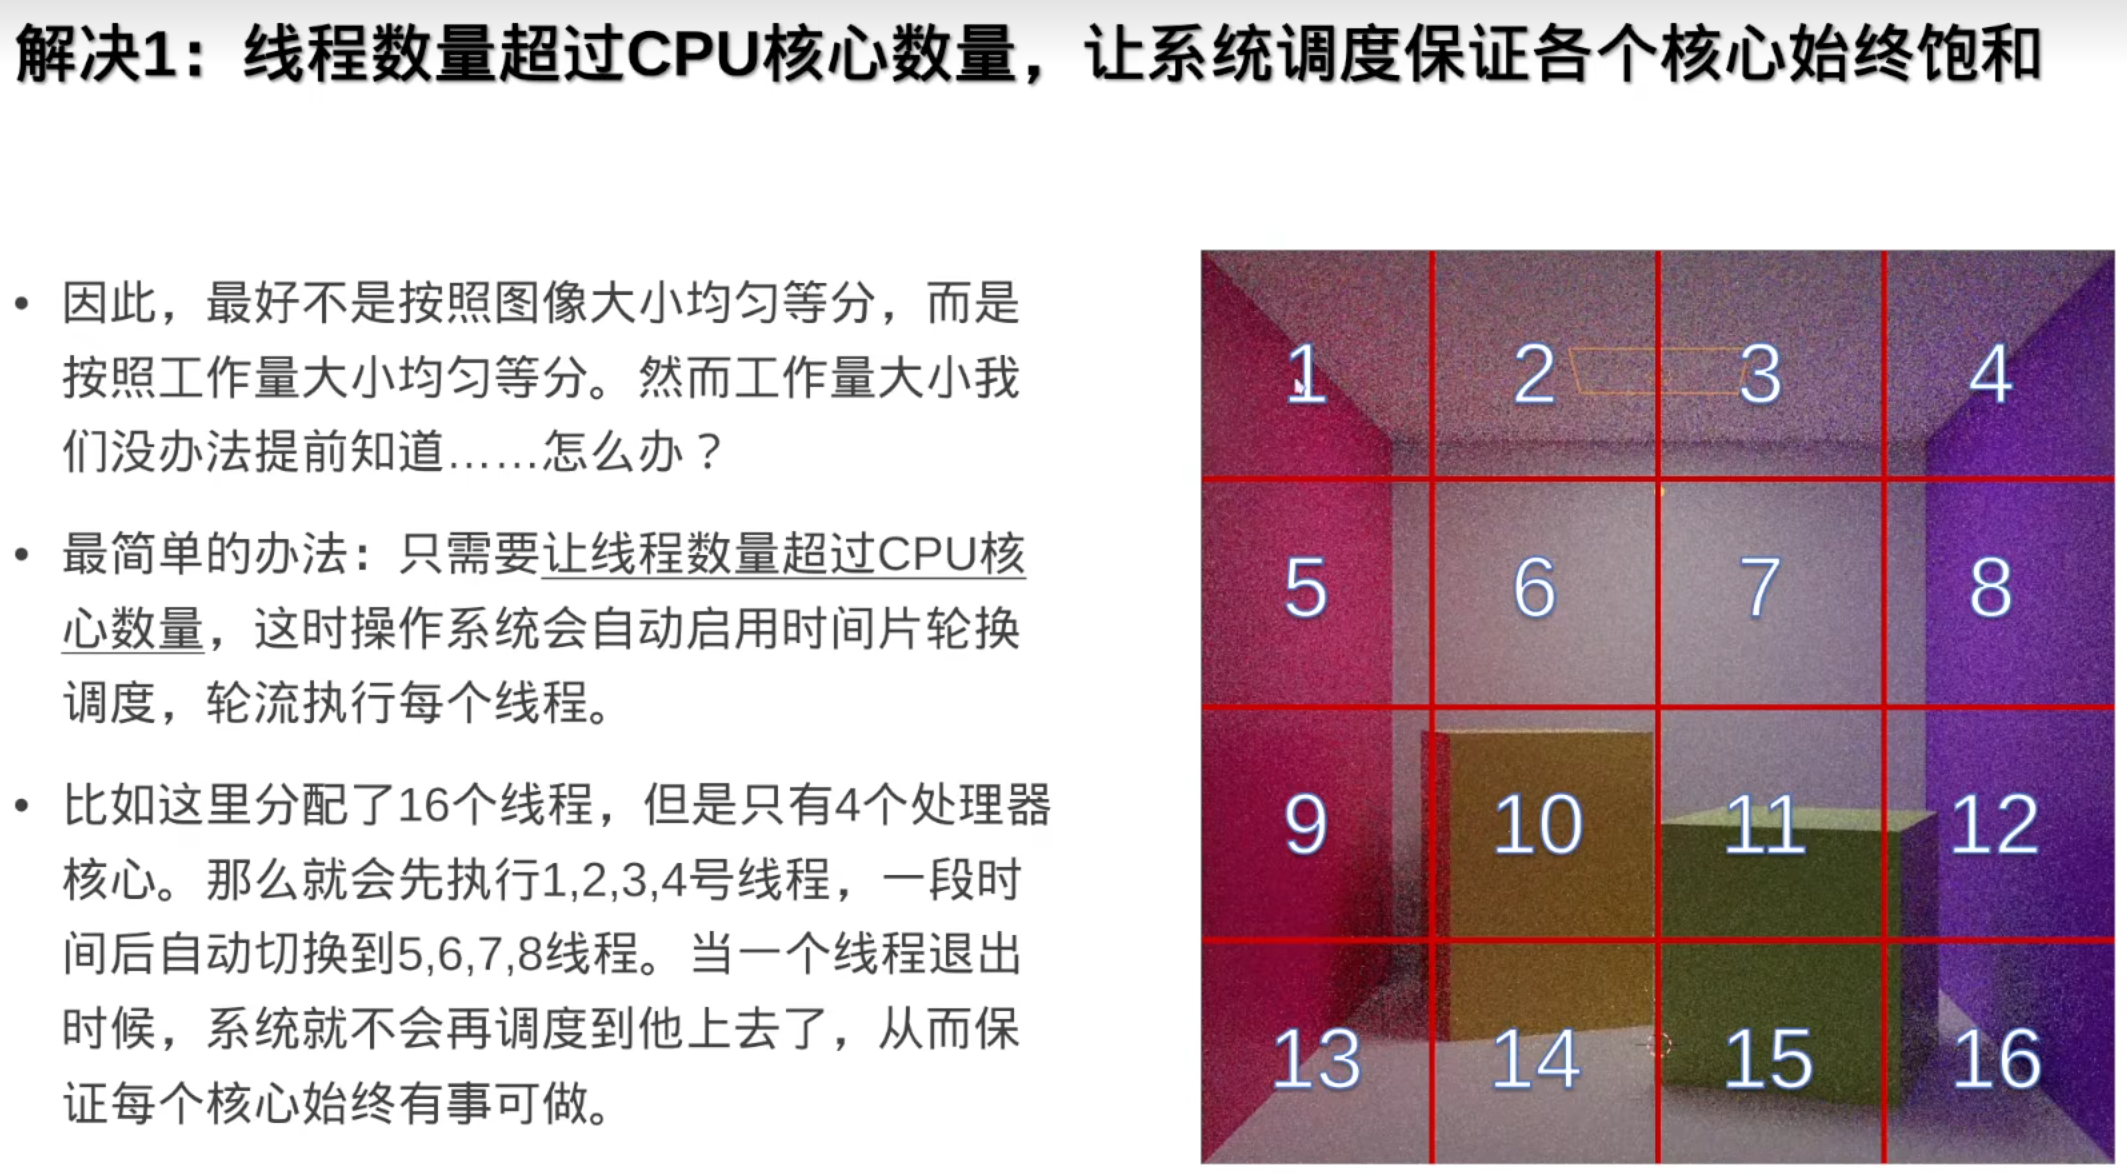 解决1：线程数量超过CPU核心数量，让系统调度保证各个核心始终饱和
• 因此，最好不是按照图像大小均匀等分，而是
按照工作量大小均匀等分。然而工作量大小我
们没办法提前知道……怎么办？
• 最简单的办法：只需要让线程数量超过CPU核
心数量，这时操作系统会自动启用时间片轮换
调度，轮流执行每个线程。
• 比如这里分配了16个线程，但是只有4个处理器
核心。那么就会先执行1,2,3,4号线程，一段时
间后自动切换到5,6,7,8线程。当一个线程退出
时候，系统就不会再调度到他上去了，从而保
证每个核心始终有事可做。
1 2 3 4
5 6 7 8
9 10 11 12
13 14 15 16